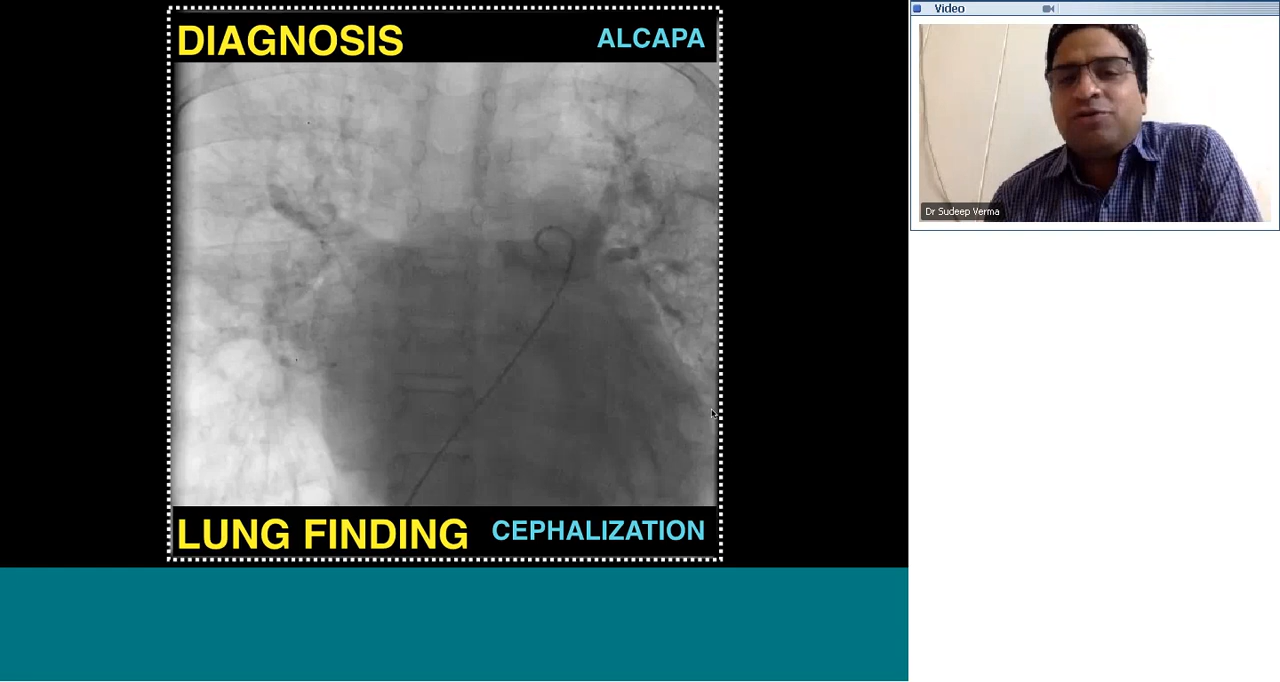 DIAGNOSIS ALCAPA
LUNG FINDING CEPHALIZATION
Video
Dr Sudeep Verma